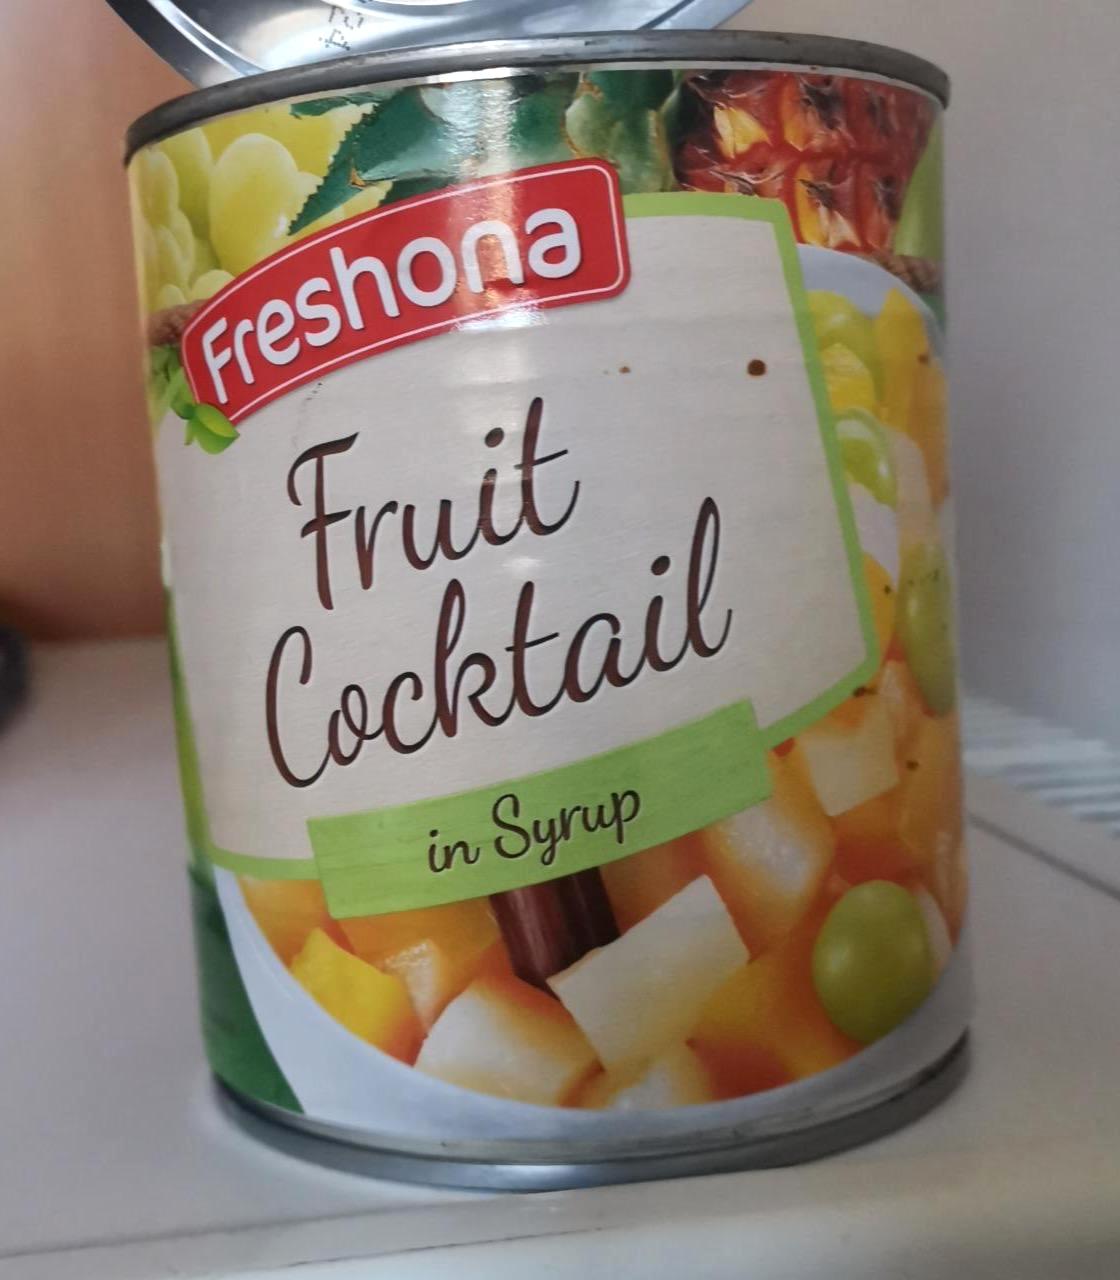 Freshona
Fruit
Cocktail
in Syrup